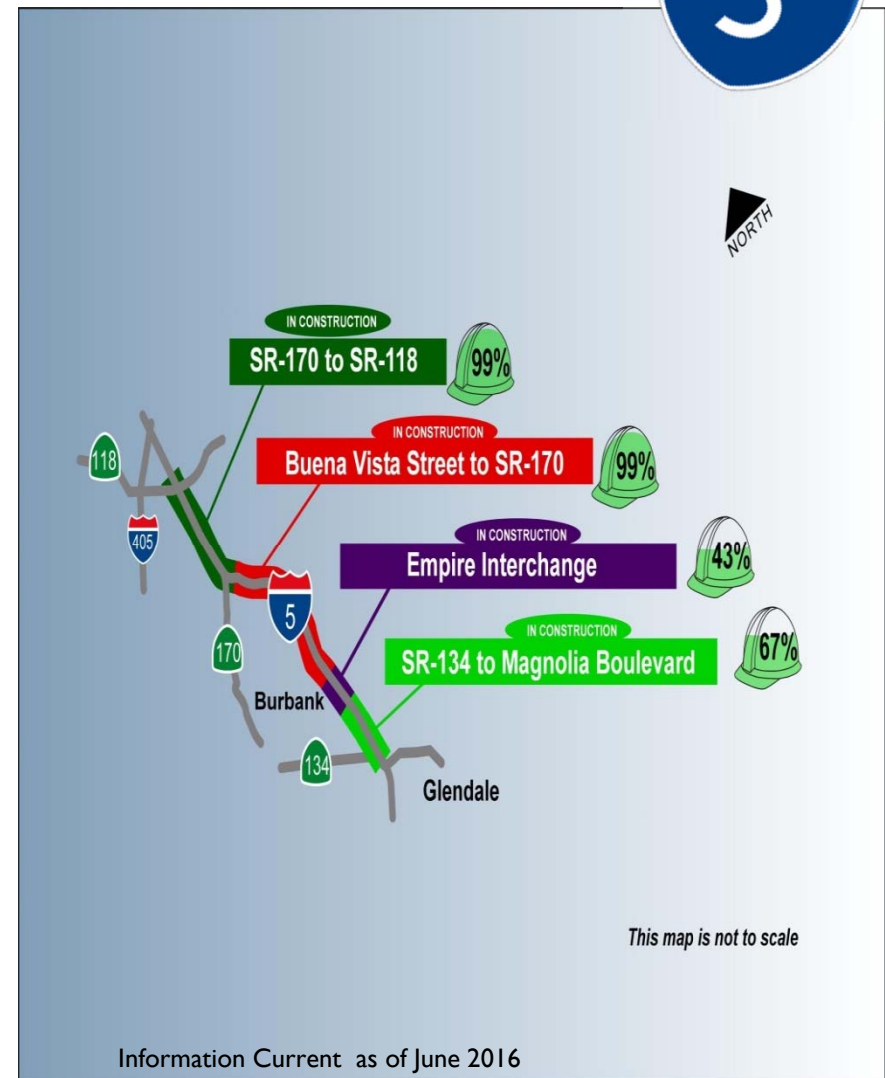 5
NORTH
IN CONSTRUCTION
SR-170 to SR-118
99%
IN CONSTRUCTION
Buena Vista Street to SR-170
99%
118
405
IN CONSTRUCTION
Empire Interchange
43%
5
IN CONSTRUCTION
SR-134 to Magnolia Boulevard
67%
170
Burbank
134
Glendale
This map is not to scale
Information Current as of June 2016